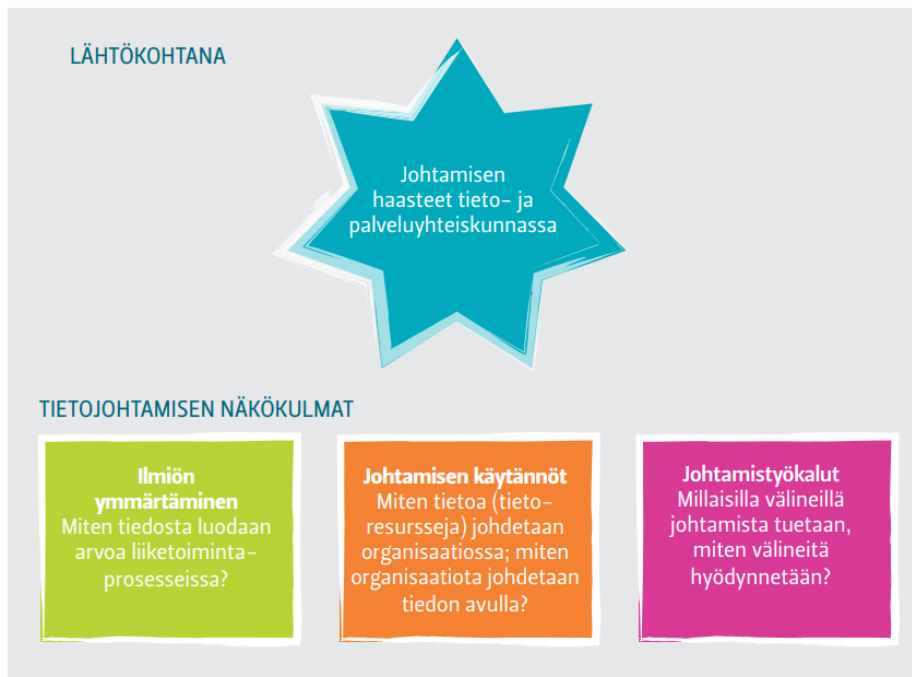 LÄHTÖKOHTANA
Johtamisen
haasteet tieto- ja
palveluyhteiskunnassa
TIETOJOHTAMISEN NÄKÖKULMAT
Ilmiön
ymmärtäminen
Miten tiedosta luodaan
arvoa liiketoiminta-
prosesseissa?
Johtamisen käytännöt
Miten tietoa (tieto-
resursseja) johdetaan
organisaatiossa; miten
organisaatiota johdetaan
tiedon avulla?
Johtamistyökalut
Millaisilla välineillä
johtamista tuetaan,
miten välineitä
hyödynnetään?